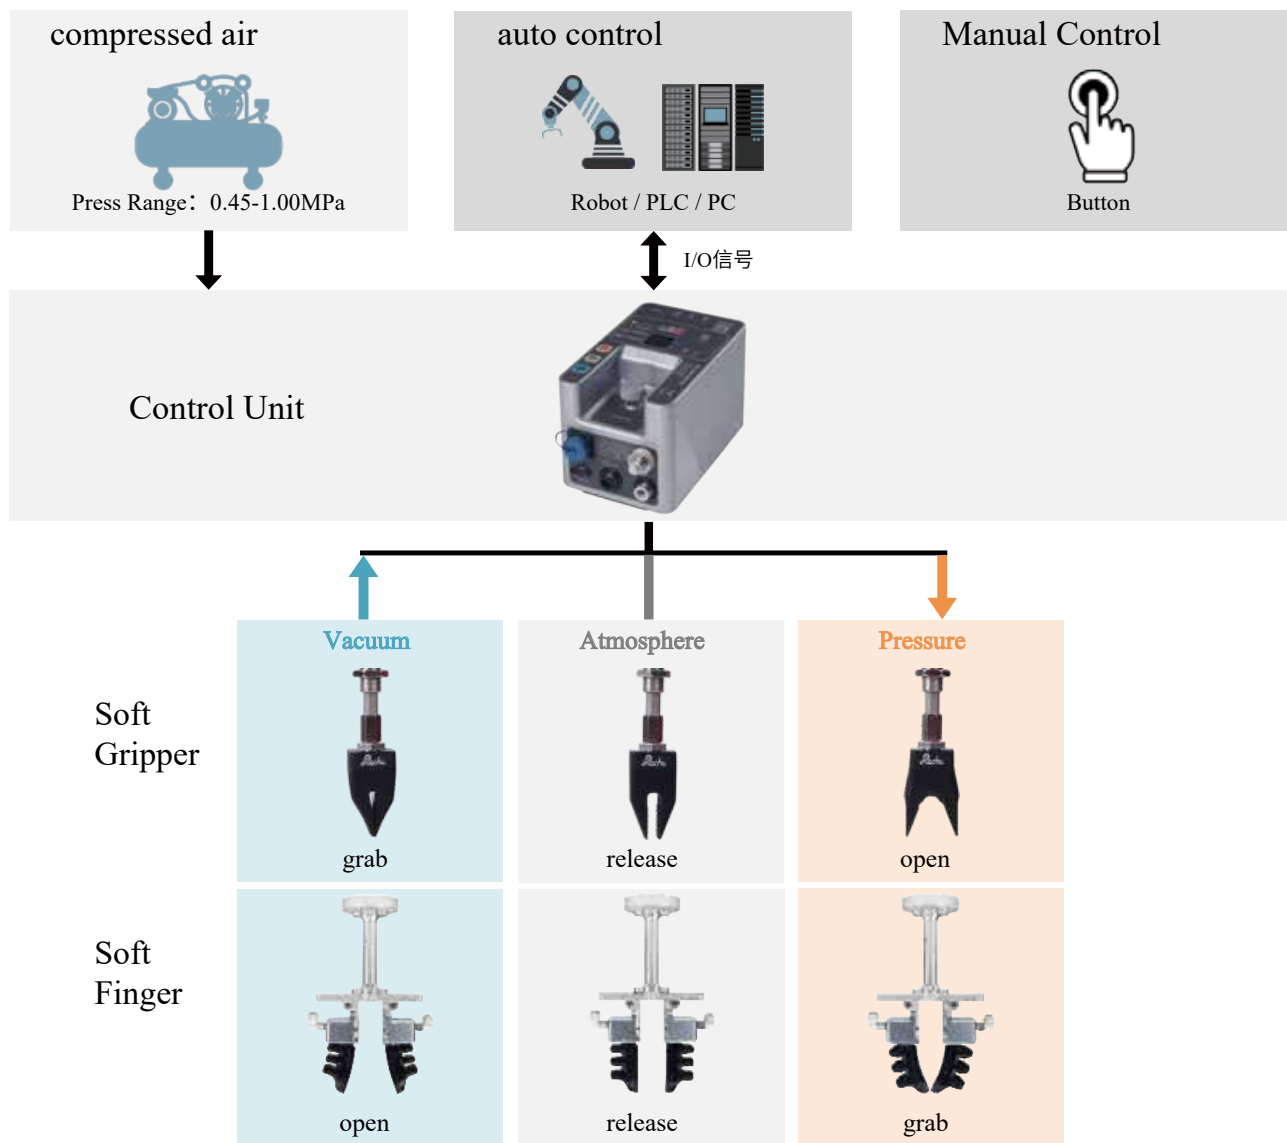 compressed air
auto control
Manual Control
Press Range：0.45-1.00MPa
Robot / PLC / PC
Button
I/O信号
Control Unit
Vacuum
Atmosphere
Pressure
Soft
Gripper
grab
release
open
Soft
Finger
open
release
grab